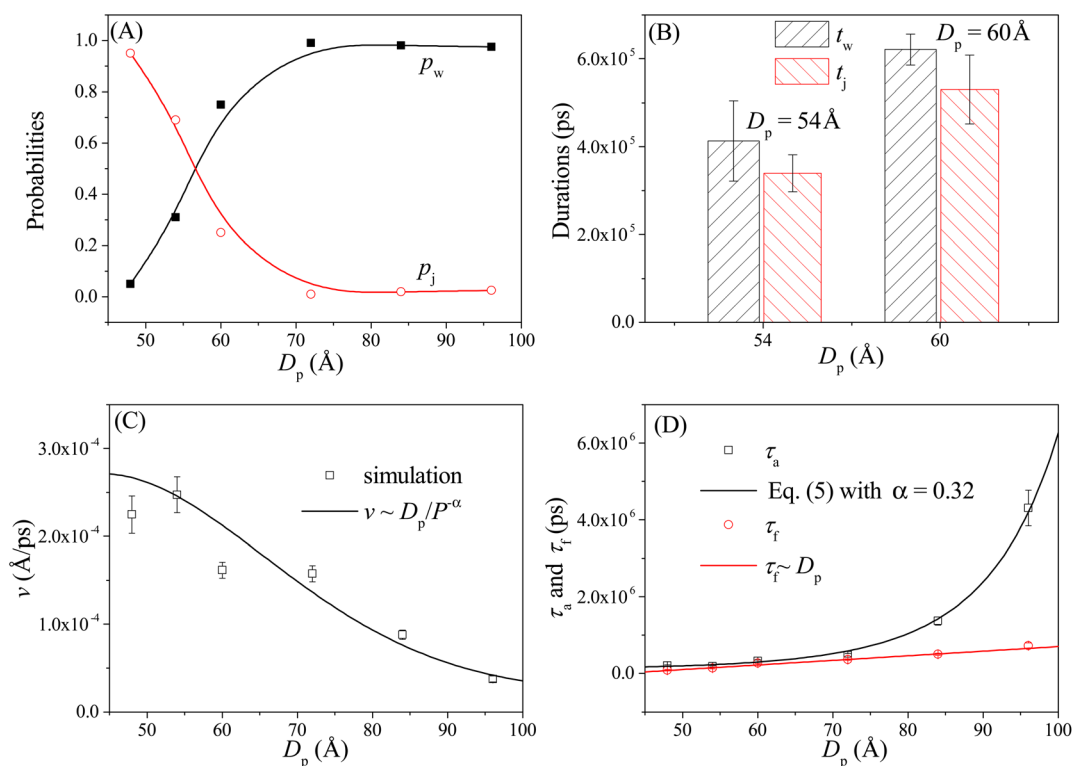 (A)
1.0
0.8
0.6
0.4
0.2
0.0
Probabilities
p_w
p_j
50 60 70 80 90 100
D_p (Å)
(B)
t_w
t_j
D_p = 60Å
D_p = 54Å
6.0x10^5
4.0x10^5
2.0x10^5
0.0
Durations (ps)
54 60
D_p (Å)
(C)
3.0x10^-4
2.0x10^-4
1.0x10^-4
0.0
v (Å/ps)
simulation
v ~ D_p/P^-α
50 60 70 80 90 100
D_p (Å)
(D)
6.0x10^6
4.0x10^6
2.0x10^6
0.0
τ_a and τ_f (ps)
τ_a
Eq. (5) with α = 0.32
τ_f
τ_f~ D_p
50 60 70 80 90 100
D_p (Å)